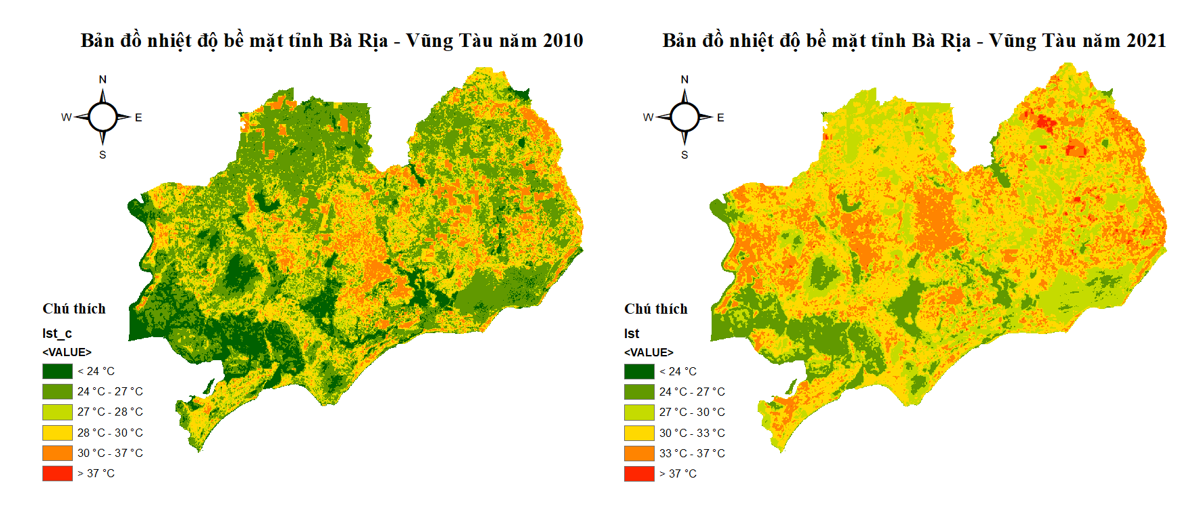 Bản đồ nhiệt độ bề mặt tỉnh Bà Rịa - Vũng Tàu năm 2010
N
W E
S
Chú thích
lst_c
<VALUE>
< 24 °C
24 °C - 27 °C
27 °C - 28 °C
28 °C - 30 °C
30 °C - 37 °C
> 37 °C
Bản đồ nhiệt độ bề mặt tỉnh Bà Rịa - Vũng Tàu năm 2021
N
W E
S
Chú thích
lst
<VALUE>
< 24 °C
24 °C - 27 °C
27 °C - 30 °C
30 °C - 33 °C
33 °C - 37 °C
> 37 °C